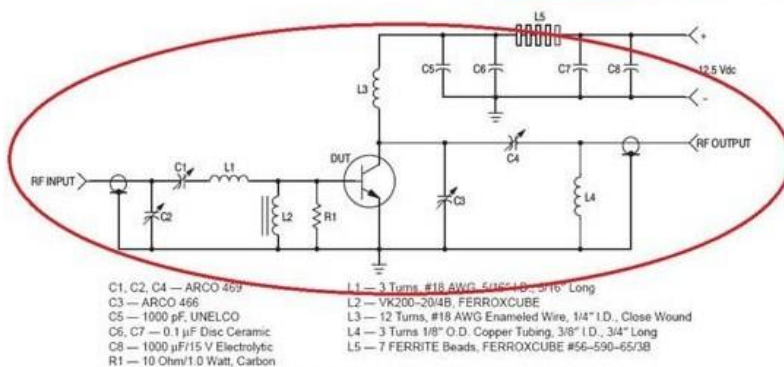 L5
+
C5
C6
C7
C8
12.5 Vdc
L3
–
DUT
C4
RF OUTPUT
C1
L1
RF INPUT
C2
L2
R1
C3
L4
C1, C2, C4 — ARCO 469
C3 — ARCO 466
C5 — 1000 pF, UNELCO
C6, C7 — 0.1 µF Disc Ceramic
C8 — 1000 µF/15 V Electrolytic
R1 — 10 Ohm/1.0 Watt, Carbon
L1 — 3 Turns, #18 AWG, 5/16″ I.D., 5/16″ Long
L2 — VK200–20/4B, FERROXCUBE
L3 — 12 Turns, #18 AWG Enameled Wire, 1/4″ I.D., Close Wound
L4 — 3 Turns 1/8″ O.D. Copper Tubing, 3/8″ I.D., 3/4″ Long
L5 — 7 FERRITE Beads, FERROXCUBE #56–590–65/3B